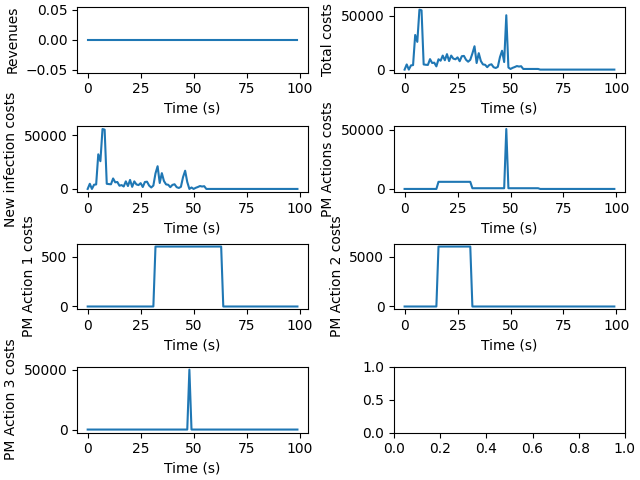 Revenues
0.05
0.00
−0.05
0 25 50 75 100
Time (s)
Total costs
50000
0
0 25 50 75 100
Time (s)
New infection costs
50000
0
0 25 50 75 100
Time (s)
PM Actions costs
50000
0
0 25 50 75 100
Time (s)
PM Action 1 costs
500
0
0 25 50 75 100
Time (s)
PM Action 2 costs
5000
0
0 25 50 75 100
Time (s)
PM Action 3 costs
50000
0
0 25 50 75 100
Time (s)
1.0
0.5
0.0
0.0 0.2 0.4 0.6 0.8 1.0